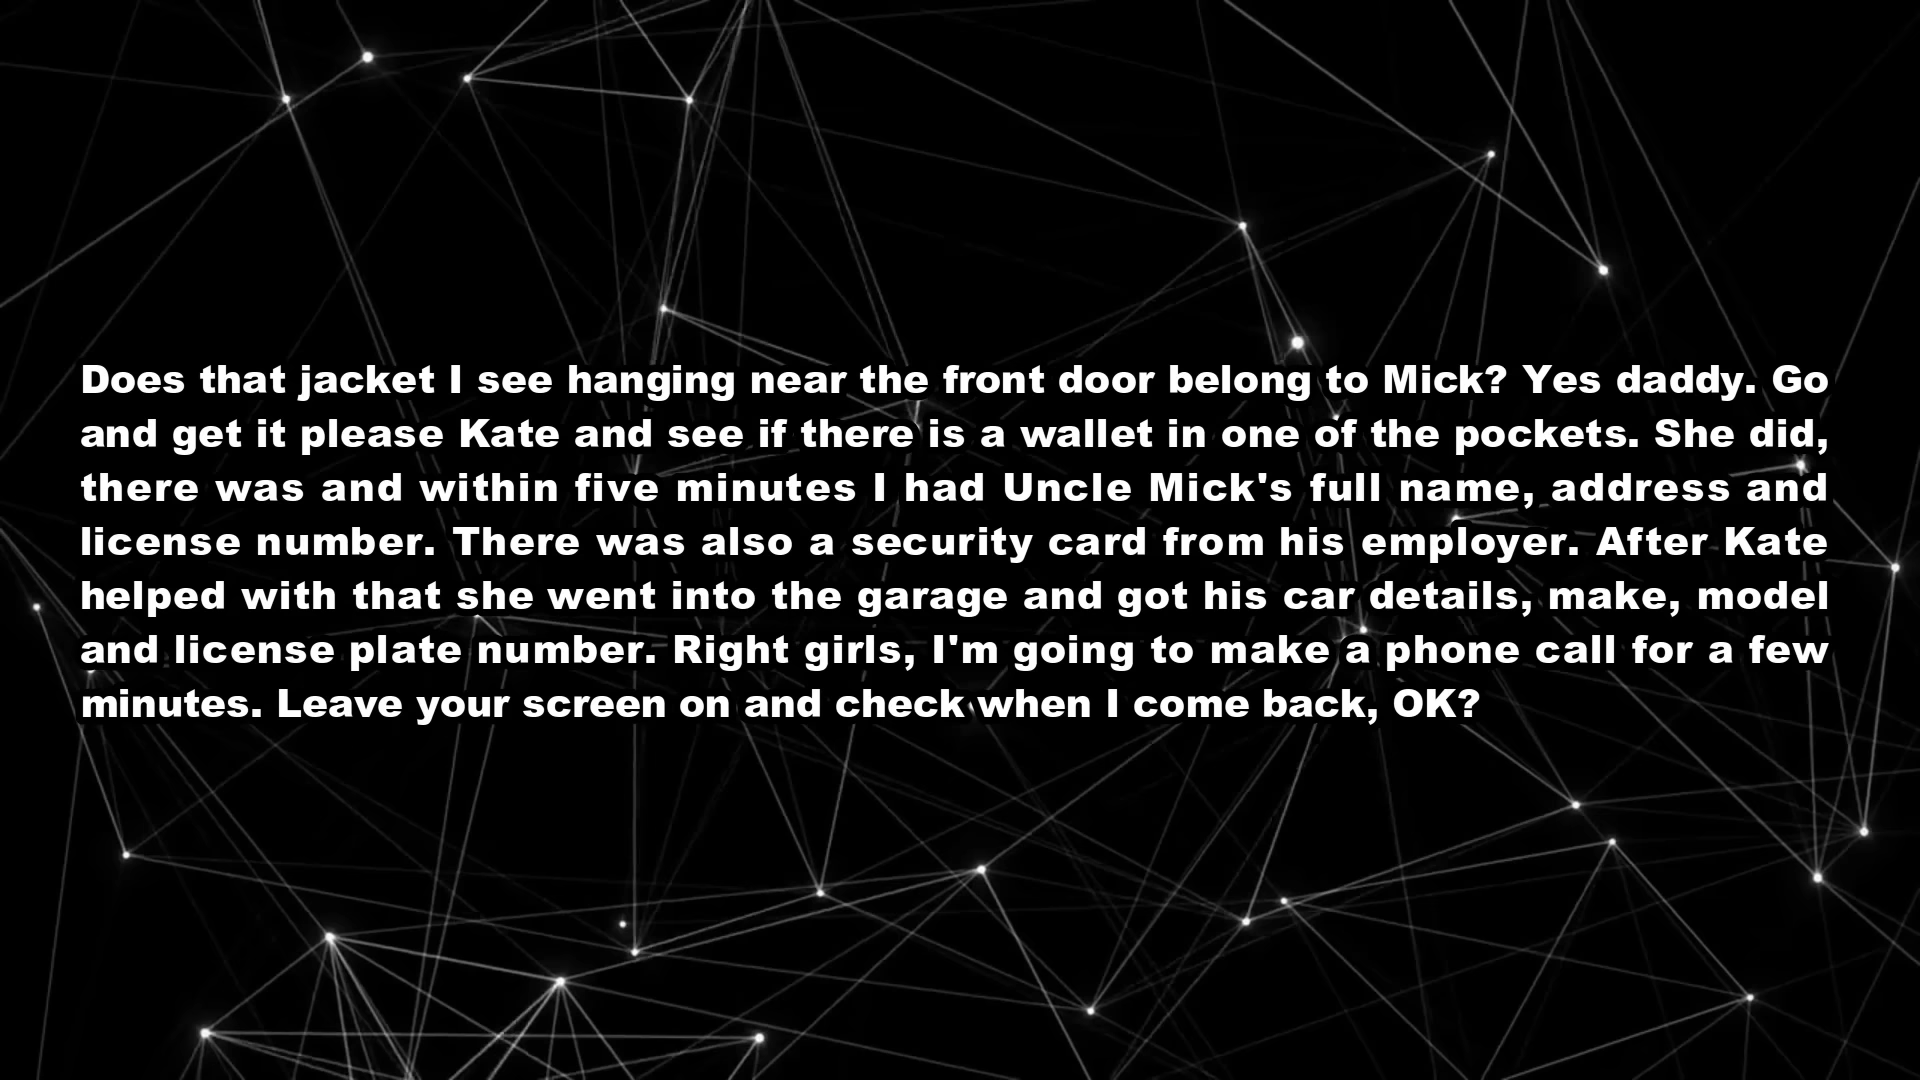 Does that jacket I see hanging near the front door belong to Mick? Yes daddy. Go
and get it please Kate and see if there is a wallet in one of the pockets. She did,
there was and within five minutes I had Uncle Mick's full name, address and
license number. There was also a security card from his employer. After Kate
helped with that she went into the garage and got his car details, make, model
and license plate number. Right girls, I'm going to make a phone call for a few
minutes. Leave your screen on and check when I come back, OK?